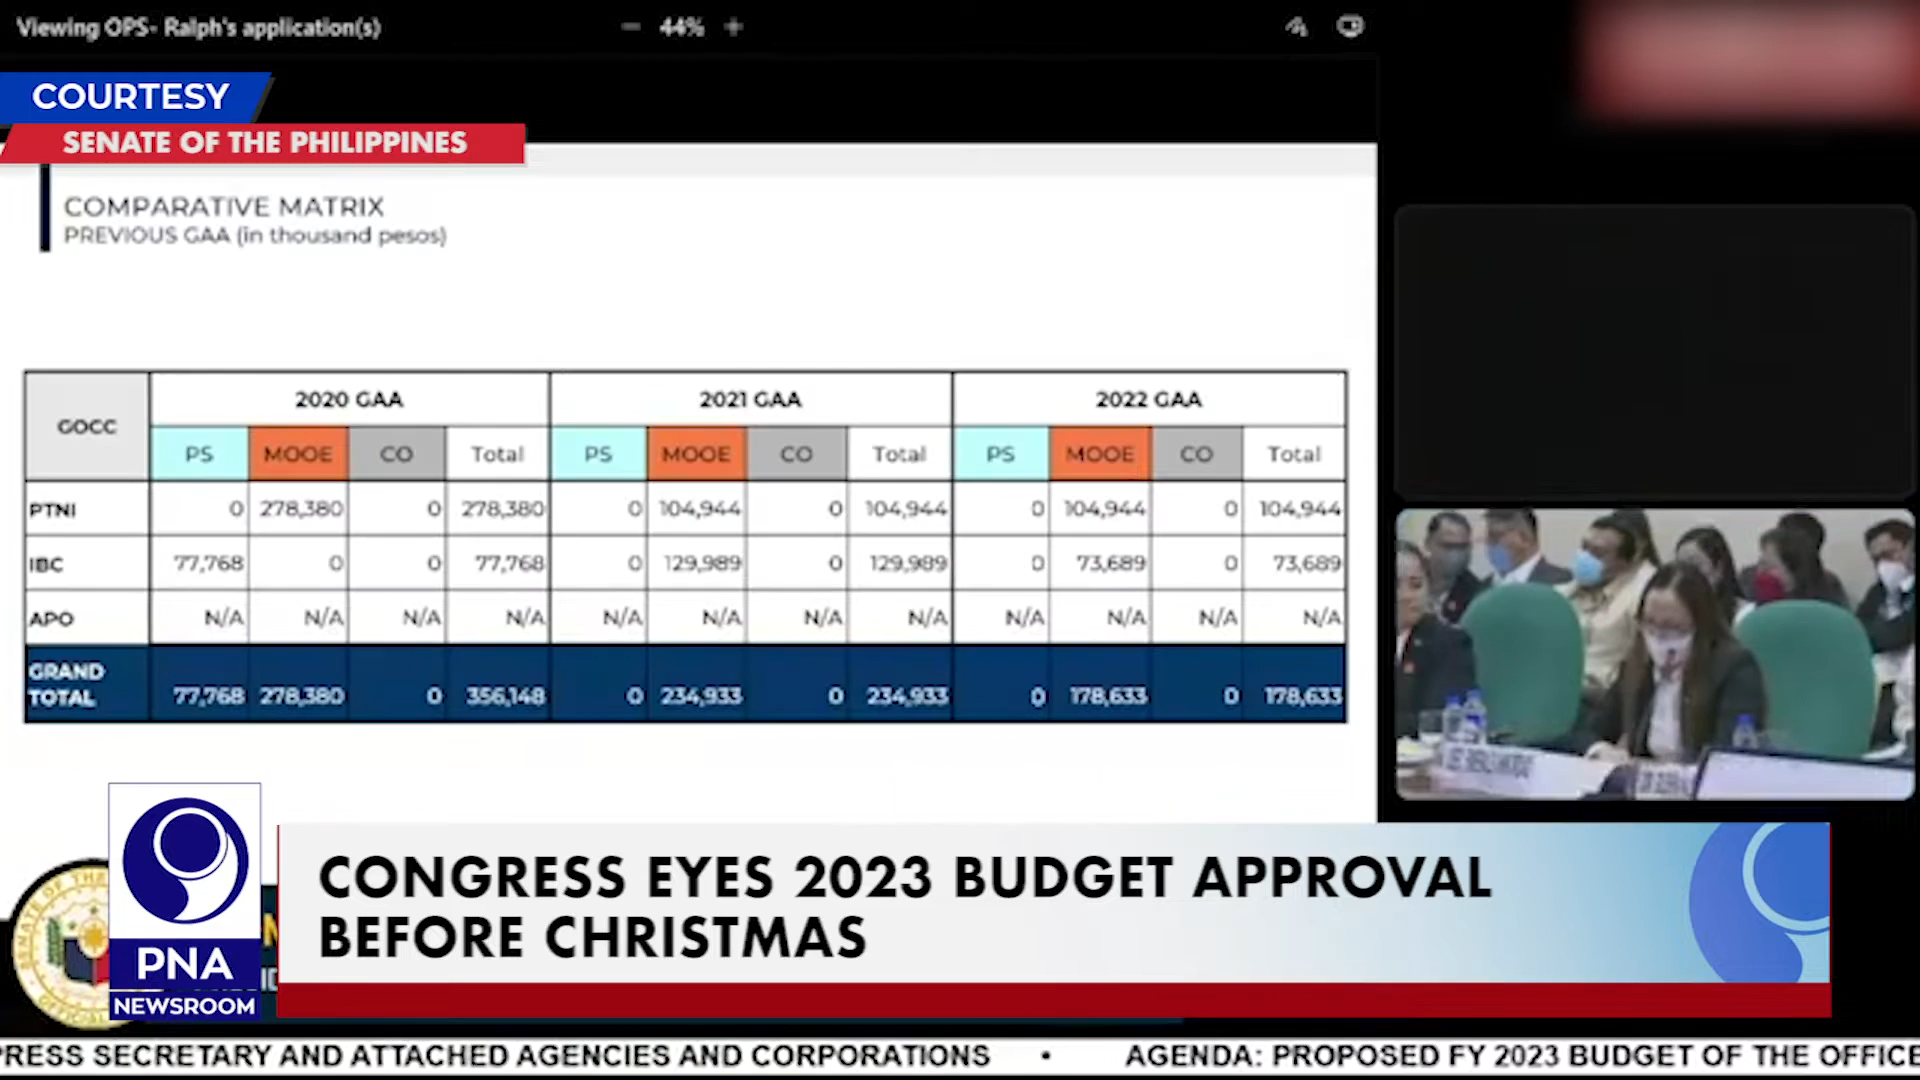 Viewing OPS- Ralph's application(s) — 44% +
COURTESY
SENATE OF THE PHILIPPINES
COMPARATIVE MATRIX
PREVIOUS GAA (in thousand pesos)
GOCC 2020 GAA 2021 GAA 2022 GAA
PS MOOE CO Total PS MOOE CO Total PS MOOE CO Total
PTNI 0 278,380 0 278,380 0 104,944 0 104,944 0 104,944 0 104,944
IBC 77,768 0 0 77,768 0 129,989 0 129,989 0 73,689 0 73,689
APO N/A N/A N/A N/A N/A N/A N/A N/A N/A N/A N/A N/A
GRAND
TOTAL 77,768 278,380 0 356,148 0 234,933 0 234,933 0 178,633 0 178,633
CONGRESS EYES 2023 BUDGET APPROVAL
BEFORE CHRISTMAS
PNA
NEWSROOM
PRESS SECRETARY AND ATTACHED AGENCIES AND CORPORATIONS • AGENDA: PROPOSED FY 2023 BUDGET OF THE OFFICE